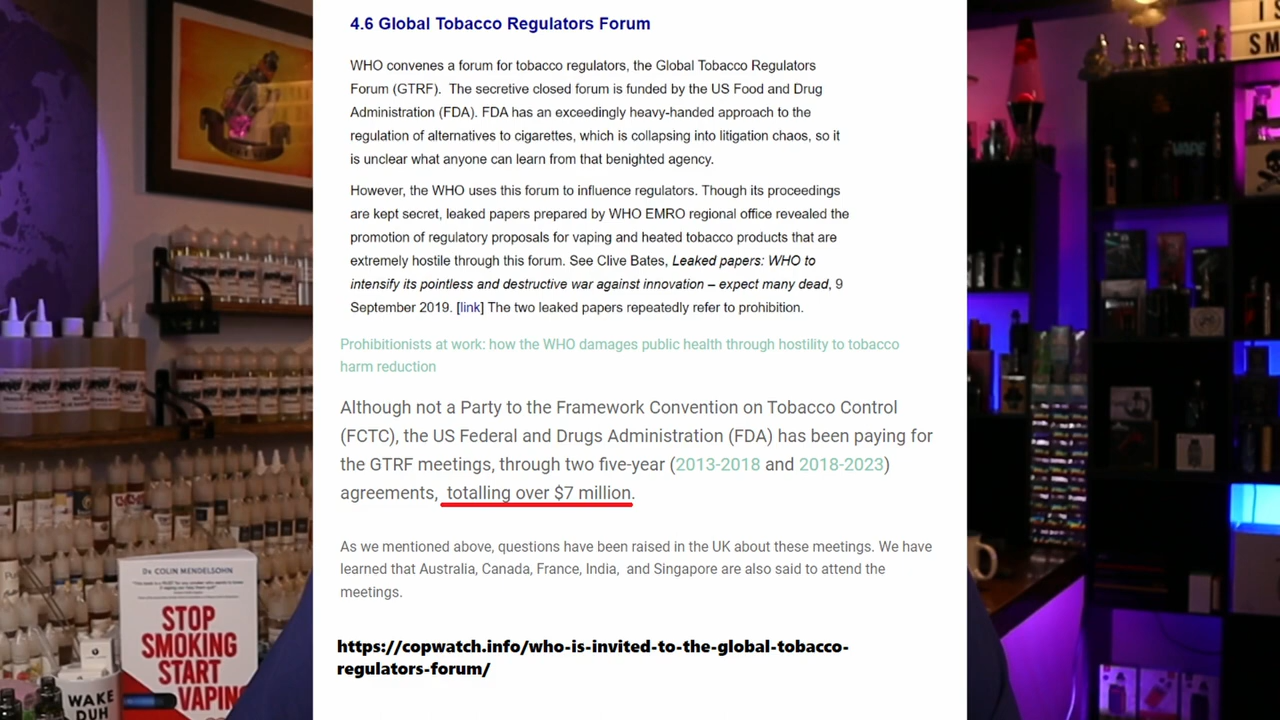 4.6 Global Tobacco Regulators Forum
WHO convenes a forum for tobacco regulators, the Global Tobacco Regulators
Forum (GTRF).  The secretive closed forum is funded by the US Food and Drug
Administration (FDA). FDA has an exceedingly heavy-handed approach to the
regulation of alternatives to cigarettes, which is collapsing into litigation chaos, so it
is unclear what anyone can learn from that benighted agency.
However, the WHO uses this forum to influence regulators. Though its proceedings
are kept secret, leaked papers prepared by WHO EMRO regional office revealed the
promotion of regulatory proposals for vaping and heated tobacco products that are
extremely hostile through this forum. See Clive Bates, Leaked papers: WHO to
intensify its pointless and destructive war against innovation – expect many dead, 9
September 2019. [link] The two leaked papers repeatedly refer to prohibition.
Prohibitionists at work: how the WHO damages public health through hostility to tobacco
harm reduction
Although not a Party to the Framework Convention on Tobacco Control
(FCTC), the US Federal and Drugs Administration (FDA) has been paying for
the GTRF meetings, through two five-year (2013-2018 and 2018-2023)
agreements,  totalling over $7 million.
As we mentioned above, questions have been raised in the UK about these meetings. We have
learned that Australia, Canada, France, India,  and Singapore are also said to attend the
meetings.
https://copwatch.info/who-is-invited-to-the-global-tobacco-
regulators-forum/
Dr COLIN MENDELSOHN
STOP
SMOKING
START
VAPING
WAKE
DUH
VAPE
I S
SM